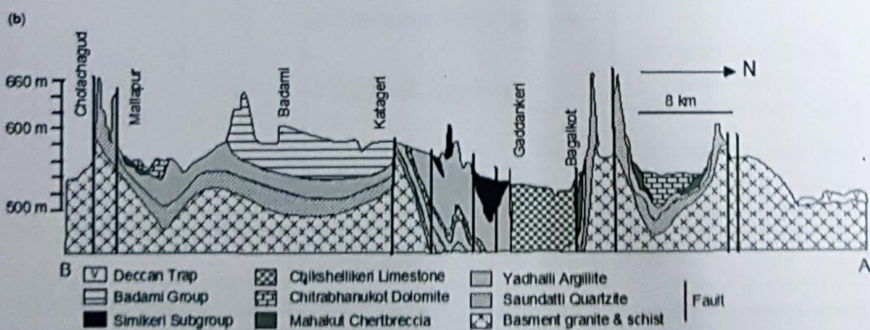 (b)
Cholachagud
Mallapur
Badami
Katageri
Gaddankeri
Bagalkot
N
8 km
660 m
600 m
500 m
B
A
Deccan Trap
Badami Group
Simikeri Subgroup
Chikshellikeri Limestone
Chitrabhanukot Dolomite
Mahakut Chertbreccia
Yadhalli Argillite
Saundatti Quartzite
Basment granite & schist
Fault